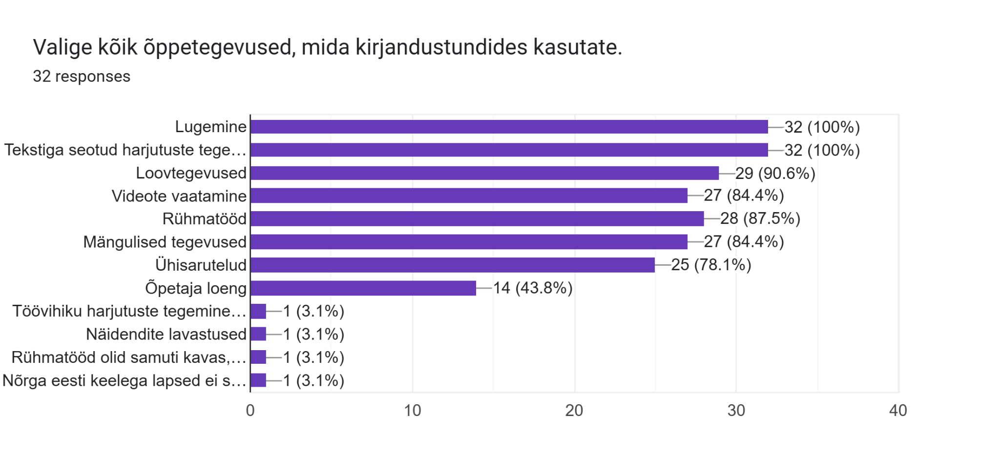 Valige kõik õppetegevused, mida kirjandustundides kasutate.
32 responses
Lugemine 32 (100%)
Tekstiga seotud harjutuste tege… 32 (100%)
Loovtegevused 29 (90.6%)
Videote vaatamine 27 (84.4%)
Rühmatööd 28 (87.5%)
Mängulised tegevused 27 (84.4%)
Ühisarutelud 25 (78.1%)
Õpetaja loeng 14 (43.8%)
Töövihiku harjutuste tegemine… 1 (3.1%)
Näidendite lavastused 1 (3.1%)
Rühmatööd olid samuti kavas,… 1 (3.1%)
Nõrga eesti keelega lapsed ei s… 1 (3.1%)
0 10 20 30 40